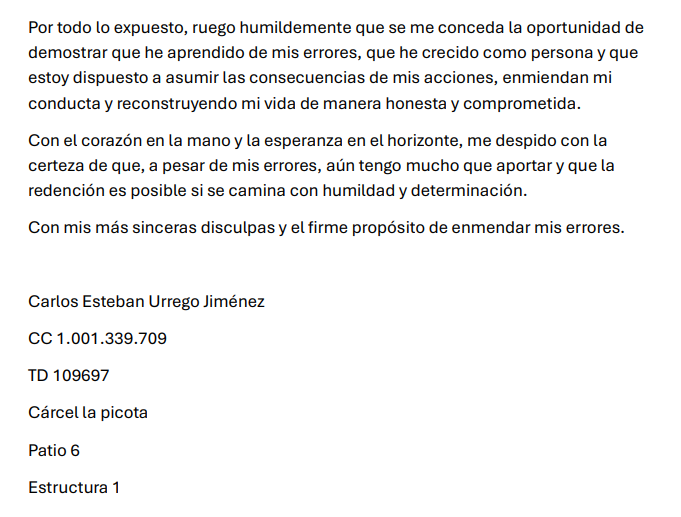 Por todo lo expuesto, ruego humildemente que se me conceda la oportunidad de
demostrar que he aprendido de mis errores, que he crecido como persona y que
estoy dispuesto a asumir las consecuencias de mis acciones, enmiendan mi
conducta y reconstruyendo mi vida de manera honesta y comprometida.
Con el corazón en la mano y la esperanza en el horizonte, me despido con la
certeza de que, a pesar de mis errores, aún tengo mucho que aportar y que la
redención es posible si se camina con humildad y determinación.
Con mis más sinceras disculpas y el firme propósito de enmendar mis errores.
Carlos Esteban Urrego Jiménez
CC 1.001.339.709
TD 109697
Cárcel la picota
Patio 6
Estructura 1